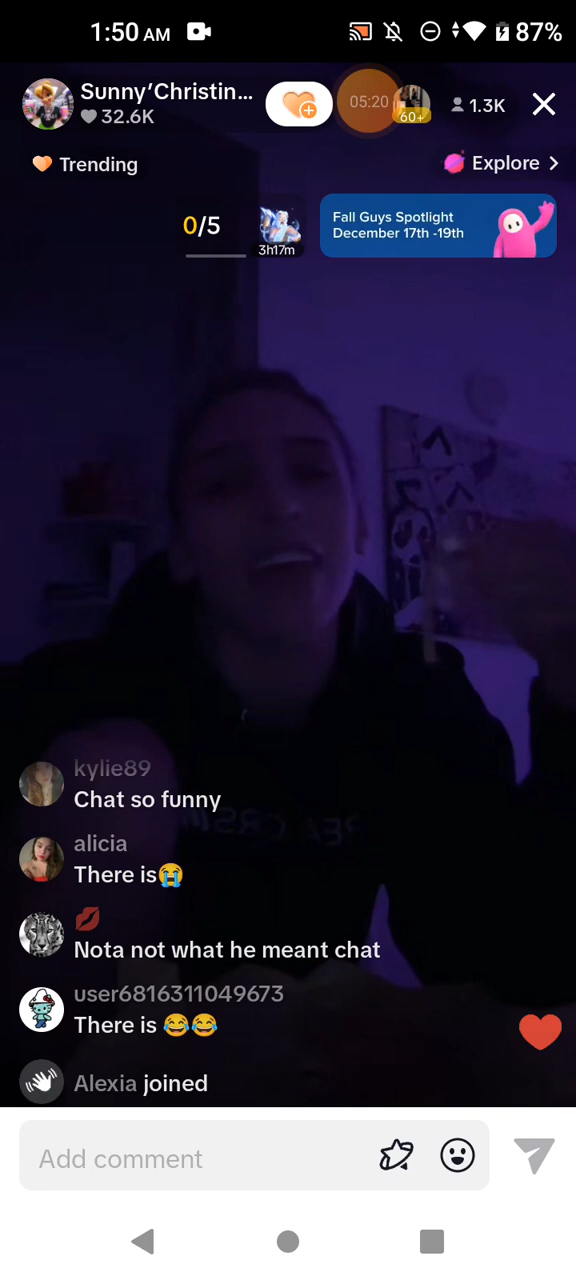 1:50 AM
87%
Sunny’Christin...
32.6K
05:20
60+
1.3K
Trending
Explore
0/5
3h17m
Fall Guys Spotlight
December 17th -19th
kylie89
Chat so funny
alicia
There is😭
💋
Nota not what he meant chat
user6816311049673
There is 😂😂
Alexia joined
Add comment